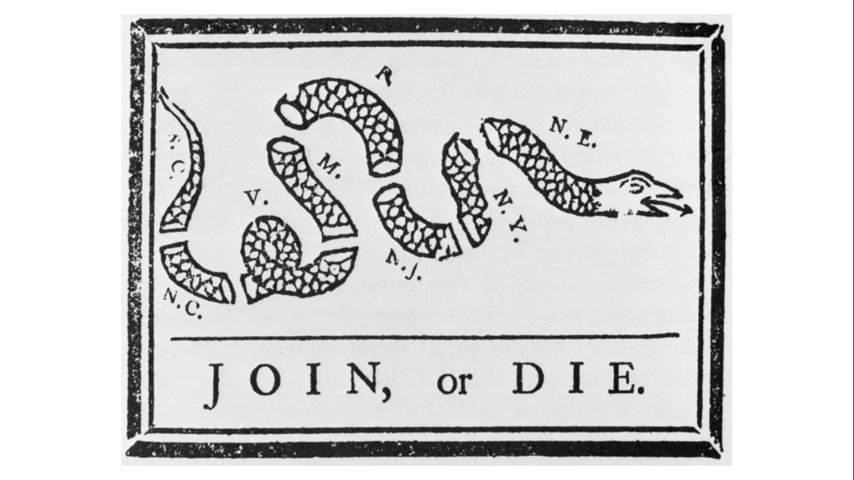 R
N. E.
S. C.
M.
V.
N. Y.
N. J.
N. C.
JOIN, or DIE.